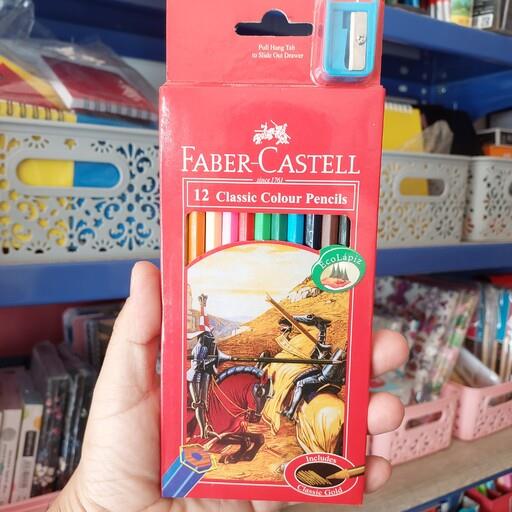 Pull Hang Tab
to Slide Out Drawer
FABER-CASTELL
since 1761
12 Classic Colour Pencils
EcoLápiz
Includes
Classic Gold